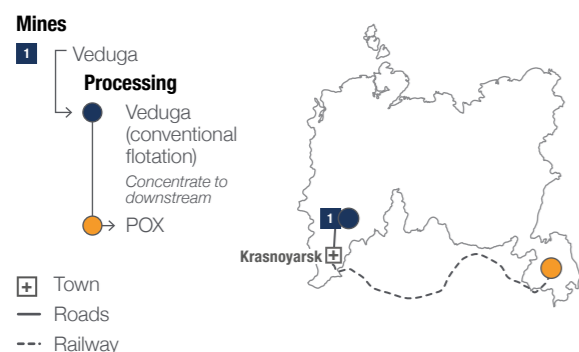 Mines
1 Veduga
Processing
Veduga
(conventional
flotation)
Concentrate to
downstream
POX
Town
Roads
Railway
1
Krasnoyarsk